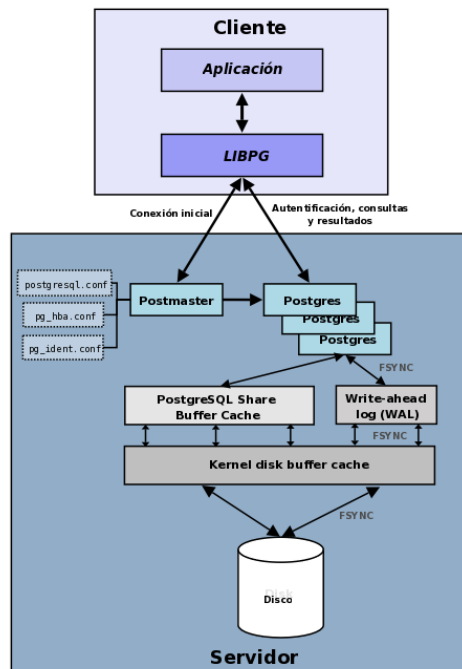 Cliente
Aplicación
LIBPG
Conexión inicial
Autentificación, consultas
y resultados
postgresql.conf
pg_hba.conf
pg_ident.conf
Postmaster
Postgres
Postgres
Postgres
FSYNC
PostgreSQL Share
Buffer Cache
Write-ahead
log (WAL)
FSYNC
Kernel disk buffer cache
FSYNC
Disk
Disco
Servidor